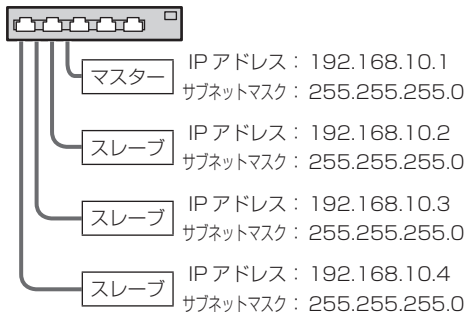 マスター
IP アドレス： 192.168.10.1
サブネットマスク： 255.255.255.0
スレーブ
IP アドレス： 192.168.10.2
サブネットマスク： 255.255.255.0
スレーブ
IP アドレス： 192.168.10.3
サブネットマスク： 255.255.255.0
スレーブ
IP アドレス： 192.168.10.4
サブネットマスク： 255.255.255.0